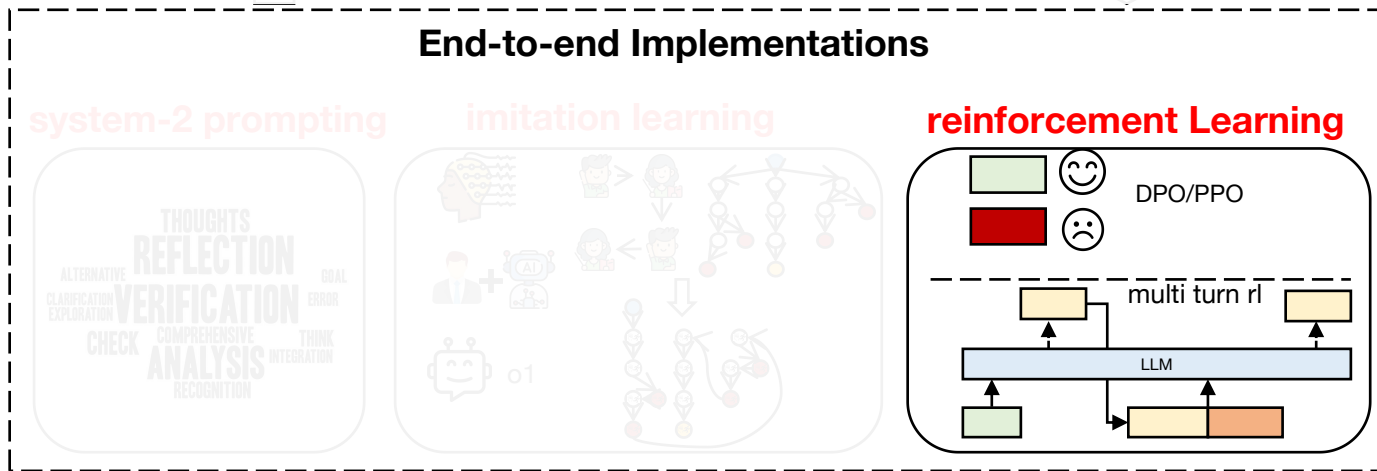 End-to-end Implementations
system-2 prompting
imitation learning
reinforcement Learning
THOUGHTS
REFLECTION
ALTERNATIVE
GOAL
CLARIFICATION
VERIFICATION
ERROR
EXPLORATION
CHECK
COMPREHENSIVE
THINK
ANALYSIS
INTEGRATION
RECOGNITION
AI
o1
DPO/PPO
multi turn rl
LLM